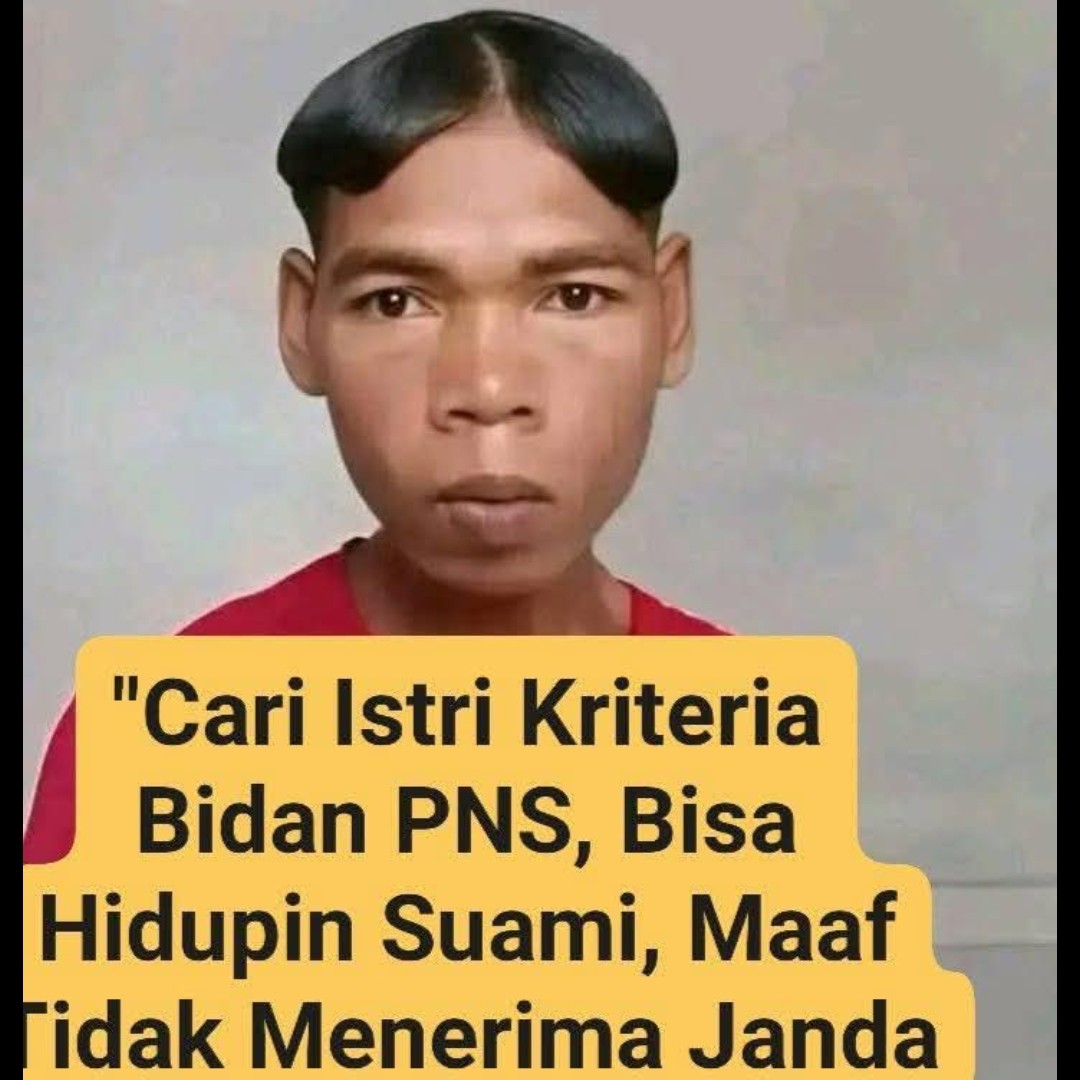 "Cari Istri Kriteria
Bidan PNS, Bisa
Hidupin Suami, Maaf
Tidak Menerima Janda